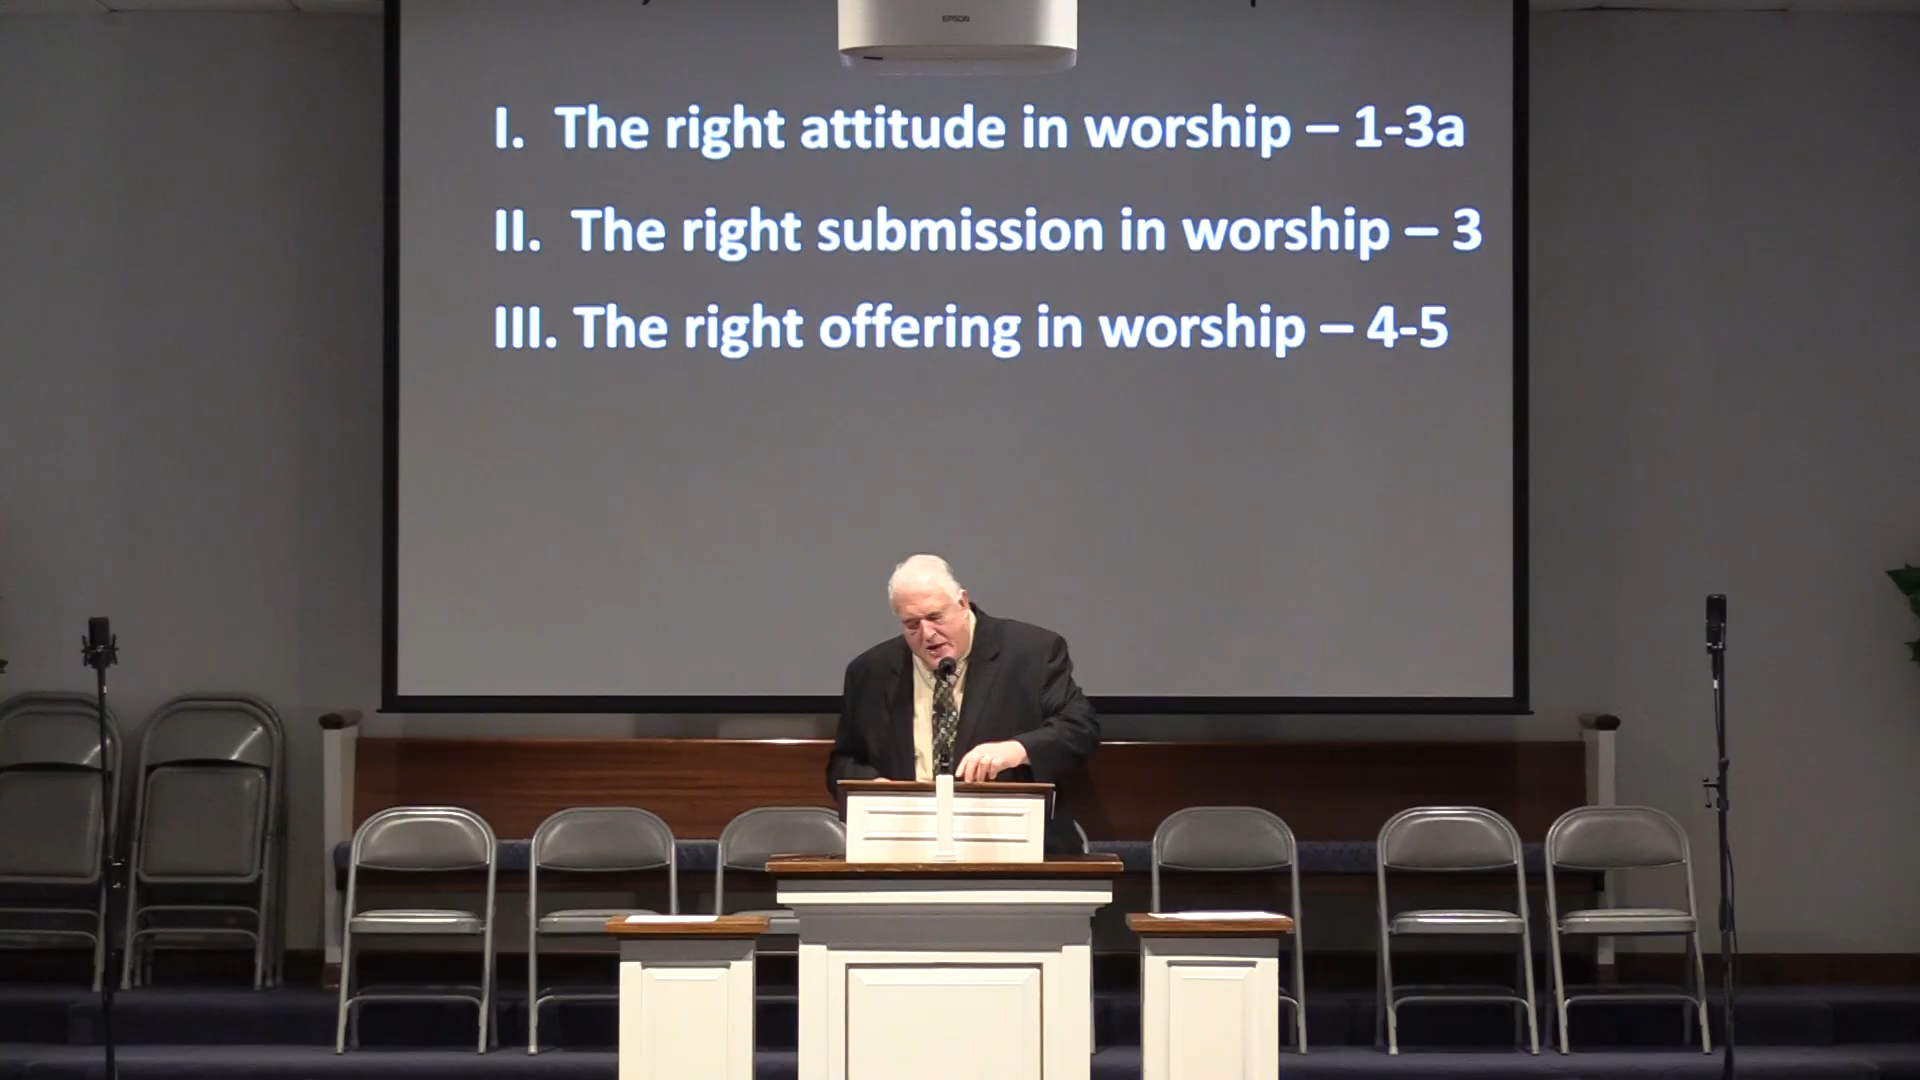 EPSON
I. The right attitude in worship – 1-3a
II. The right submission in worship – 3
III. The right offering in worship – 4-5